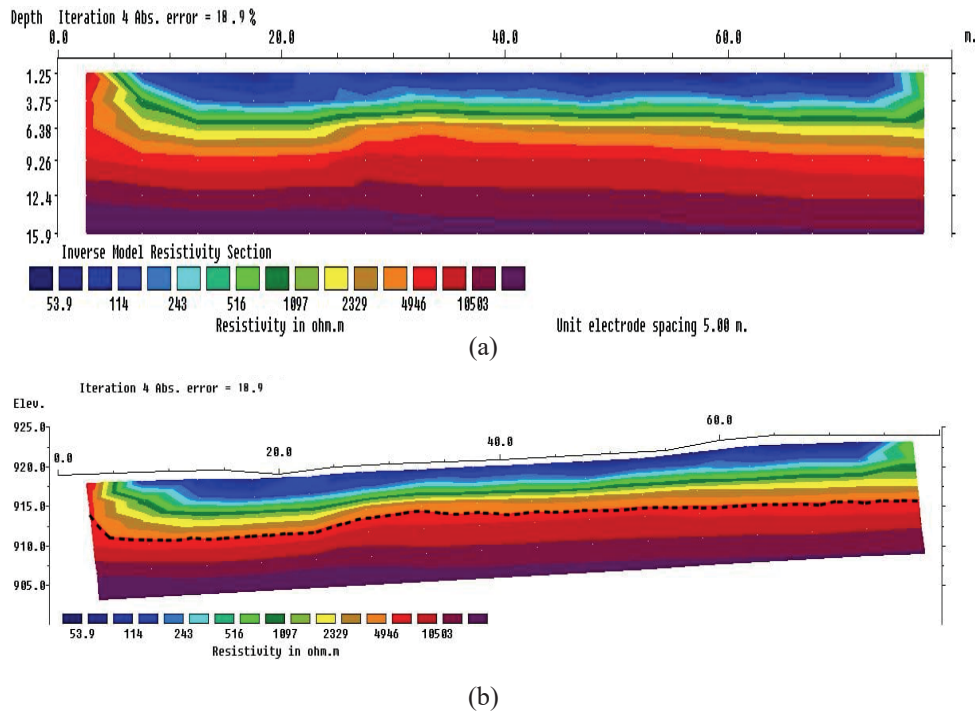 Depth Iteration 4 Abs. error = 18.9 %
0.0 20.0 40.0 60.0 m.
1.25
3.75
6.38
9.26
12.4
15.9
Inverse Model Resistivity Section
53.9 114 243 516 1097 2329 4946 10503
Resistivity in ohm.m Unit electrode spacing 5.00 m.
(a)
Iteration 4 Abs. error = 18.9
Elev.
925.0
60.0
40.0
20.0
0.0
920.0
915.0
910.0
905.0
53.9 114 243 516 1097 2329 4946 10503
Resistivity in ohm.m
(b)